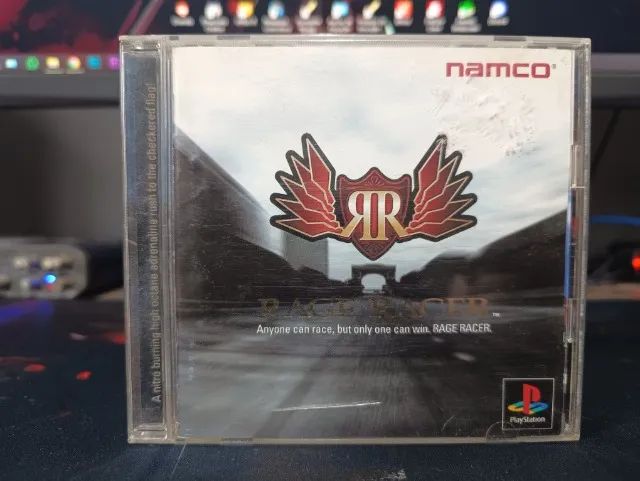 namco®
RR
RAGE RACER™
Anyone can race, but only one can win. RAGE RACER.
PlayStation
A nitro burning high octane adrenaline rush to the checkered flag!